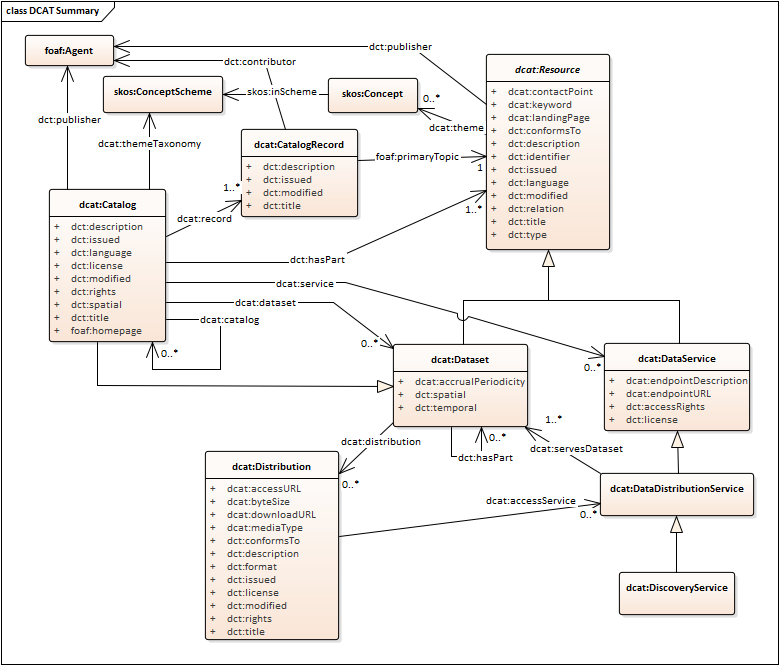 class DCAT Summary
foaf:Agent
dct:publisher
dct:contributor
skos:ConceptScheme
skos:inScheme
skos:Concept
0..*
dcat:theme
dct:publisher
dcat:themeTaxonomy
dcat:Resource
+ dcat:contactPoint
+ dcat:keyword
+ dcat:landingPage
+ dct:conformsTo
+ dct:description
+ dct:identifier
+ dct:issued
+ dct:language
+ dct:modified
+ dct:relation
+ dct:title
+ dct:type
dcat:CatalogRecord
+ dct:description
+ dct:issued
+ dct:modified
+ dct:title
foaf:primaryTopic
1
1..*
dcat:record
1..*
dct:hasPart
dcat:Catalog
+ dct:description
+ dct:issued
+ dct:language
+ dct:license
+ dct:modified
+ dct:rights
+ dct:spatial
+ dct:title
+ foaf:homepage
dcat:service
dcat:dataset
dcat:catalog
0..*
0..*
0..*
dcat:Dataset
+ dct:accrualPeriodicity
+ dct:spatial
+ dct:temporal
dcat:DataService
+ dcat:endpointDescription
+ dcat:endpointURL
+ dct:accessRights
+ dct:license
1..*
0..*
dct:hasPart
dcat:servesDataset
dcat:distribution
0..*
dcat:Distribution
+ dcat:accessURL
+ dcat:byteSize
+ dcat:downloadURL
+ dcat:mediaType
+ dct:conformsTo
+ dct:description
+ dct:format
+ dct:issued
+ dct:license
+ dct:modified
+ dct:rights
+ dct:title
dcat:accessService
0..*
dcat:DataDistributionService
dcat:DiscoveryService